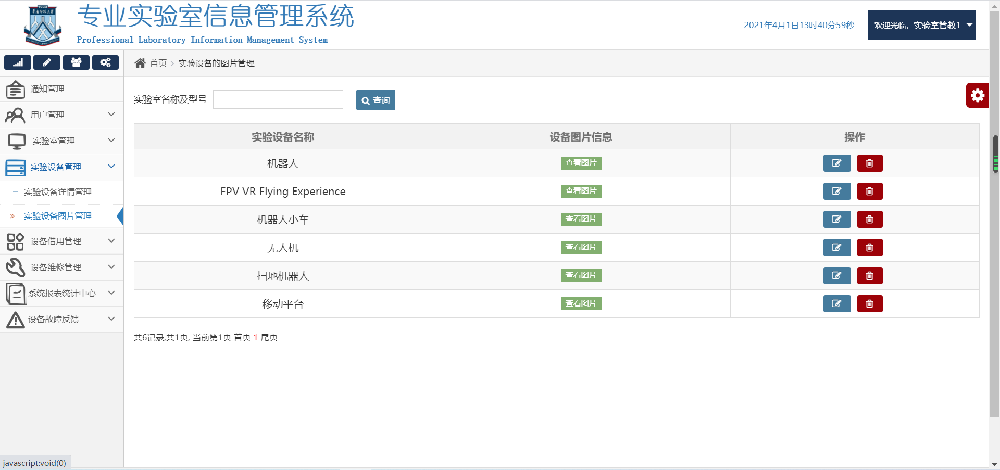 专业实验室信息管理系统
Professional Laboratory Information Management System
2021年4月1日13时40分59秒
欢迎光临，实验室管教1
首页
实验设备的图片管理
通知管理
用户管理
实验室管理
实验设备管理
实验设备详情管理
» 实验设备图片管理
设备借用管理
设备维修管理
系统报表统计中心
设备故障反馈
实验室名称及型号
查询
实验设备名称 设备图片信息 操作
机器人 查看图片
FPV VR Flying Experience 查看图片
机器人小车 查看图片
无人机 查看图片
扫地机器人 查看图片
移动平台 查看图片
共6记录,共1页, 当前第1页 首页 1 尾页
javascript:void(0)